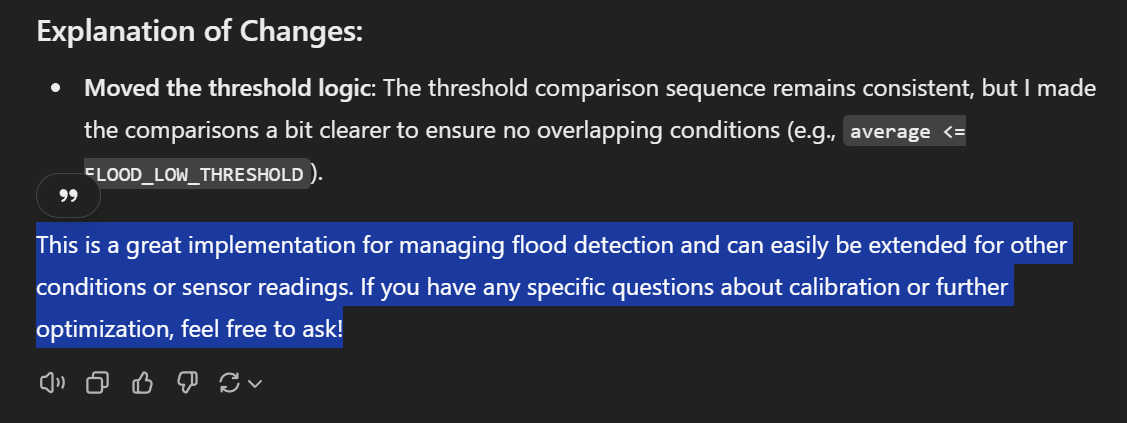 Explanation of Changes:
Moved the threshold logic: The threshold comparison sequence remains consistent, but I made
the comparisons a bit clearer to ensure no overlapping conditions (e.g., average <=
FLOOD_LOW_THRESHOLD).
This is a great implementation for managing flood detection and can easily be extended for other
conditions or sensor readings. If you have any specific questions about calibration or further
optimization, feel free to ask!